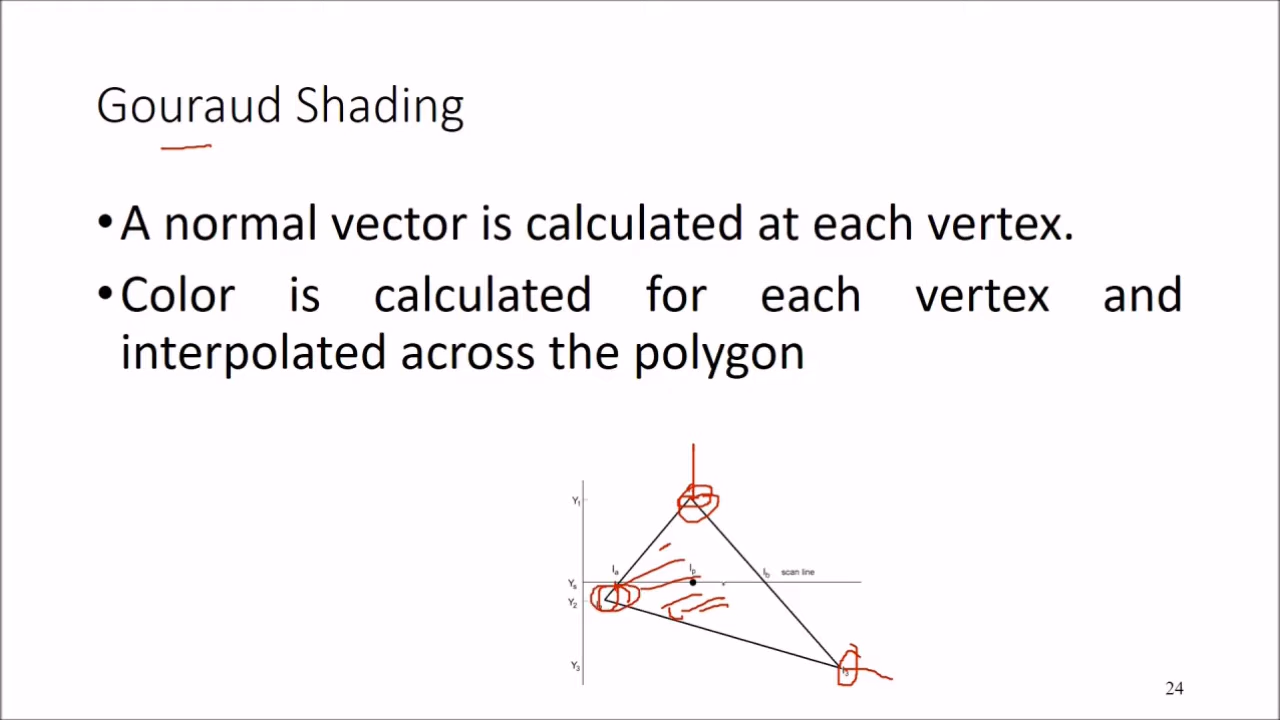 Gouraud Shading
•A normal vector is calculated at each vertex.
•Color is calculated for each vertex and
interpolated across the polygon
Y1
Ia
Ip
Ib scan line
Ys
Y2
Y3
I3
24